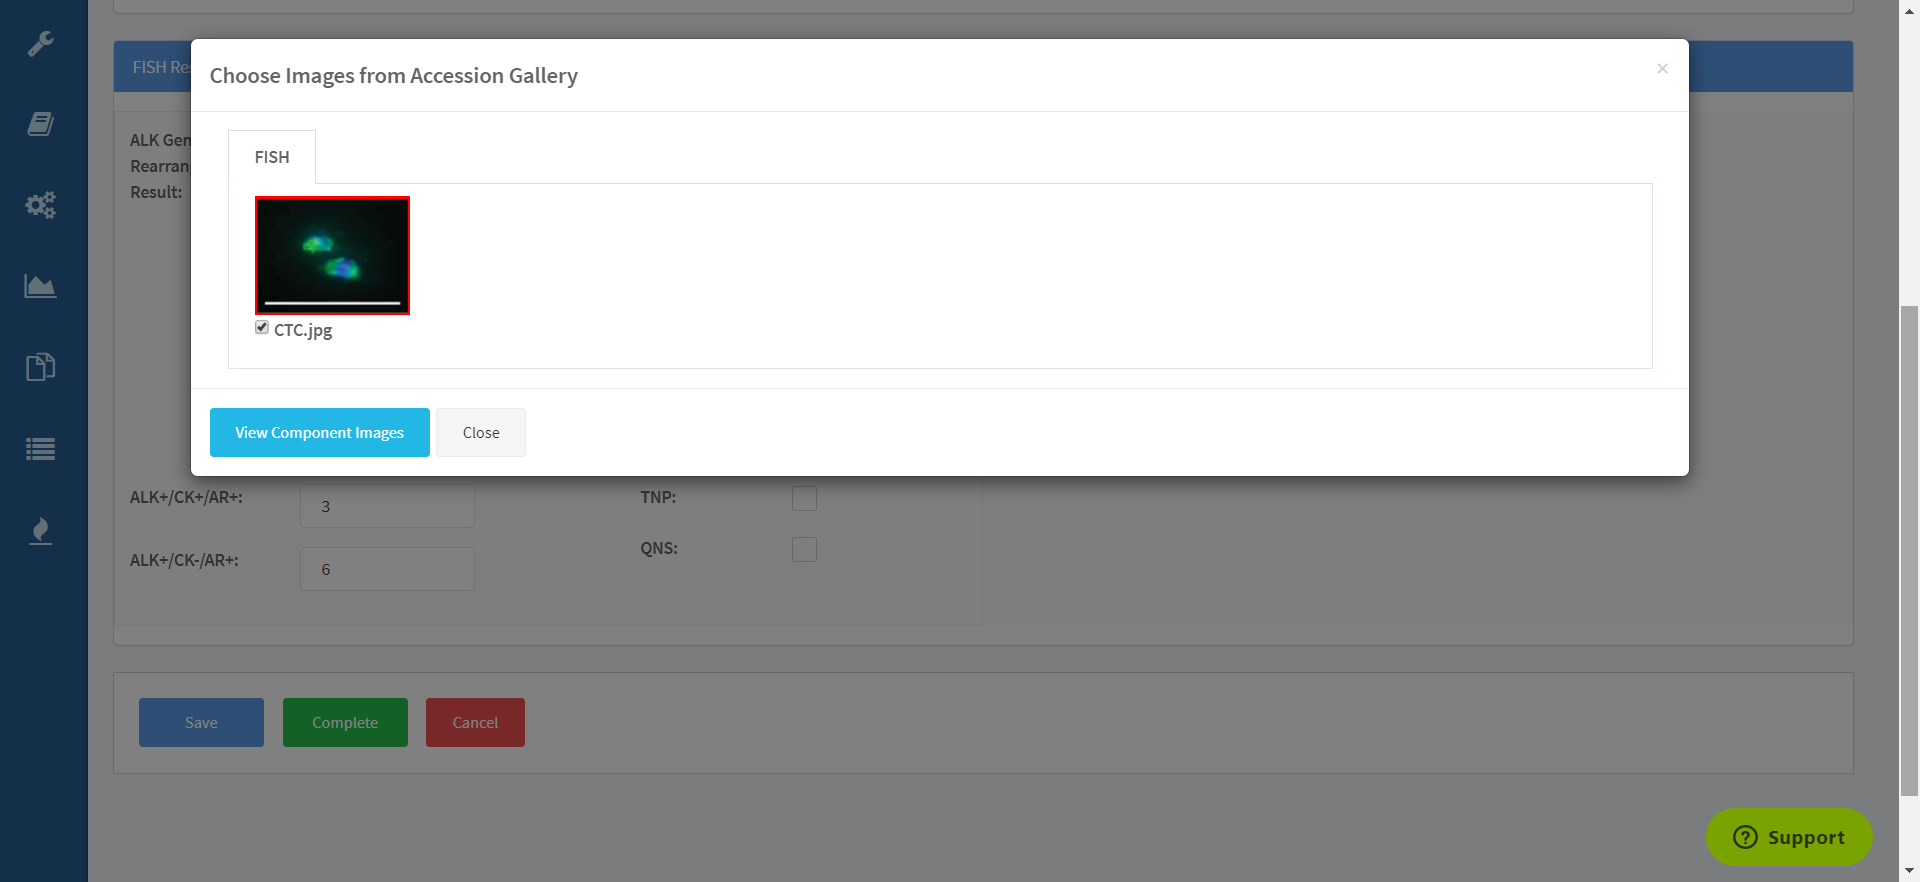 FISH Re
Choose Images from Accession Gallery
×
ALK Gen
Rearran
Result:
FISH
CTC.jpg
View Component Images
Close
ALK+/CK+/AR+:
3
TNP:
ALK+/CK-/AR+:
6
QNS:
Save
Complete
Cancel
? Support